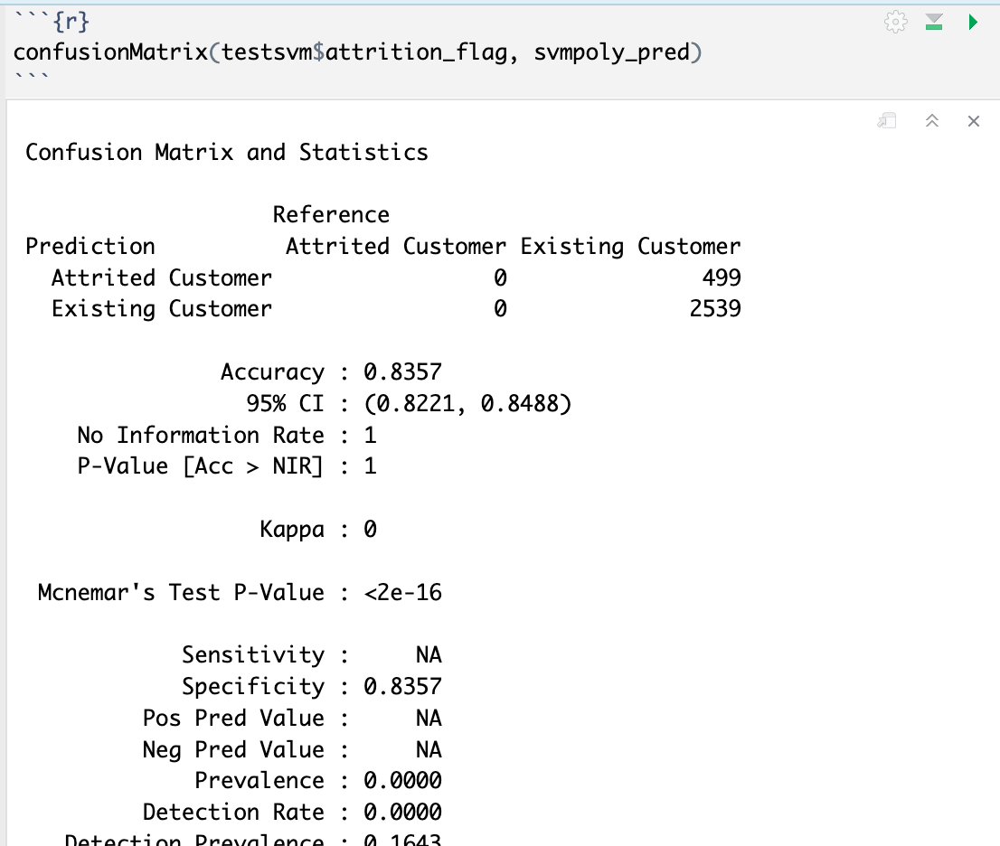 ```{r}
confusionMatrix(testsvm$attrition_flag, svmpoly_pred)
```
Confusion Matrix and Statistics
Reference
Prediction Attrited Customer Existing Customer
Attrited Customer 0 499
Existing Customer 0 2539
Accuracy : 0.8357
95% CI : (0.8221, 0.8488)
No Information Rate : 1
P-Value [Acc > NIR] : 1
Kappa : 0
Mcnemar's Test P-Value : <2e-16
Sensitivity : NA
Specificity : 0.8357
Pos Pred Value : NA
Neg Pred Value : NA
Prevalence : 0.0000
Detection Rate : 0.0000
Detection Prevalence : 0.1643